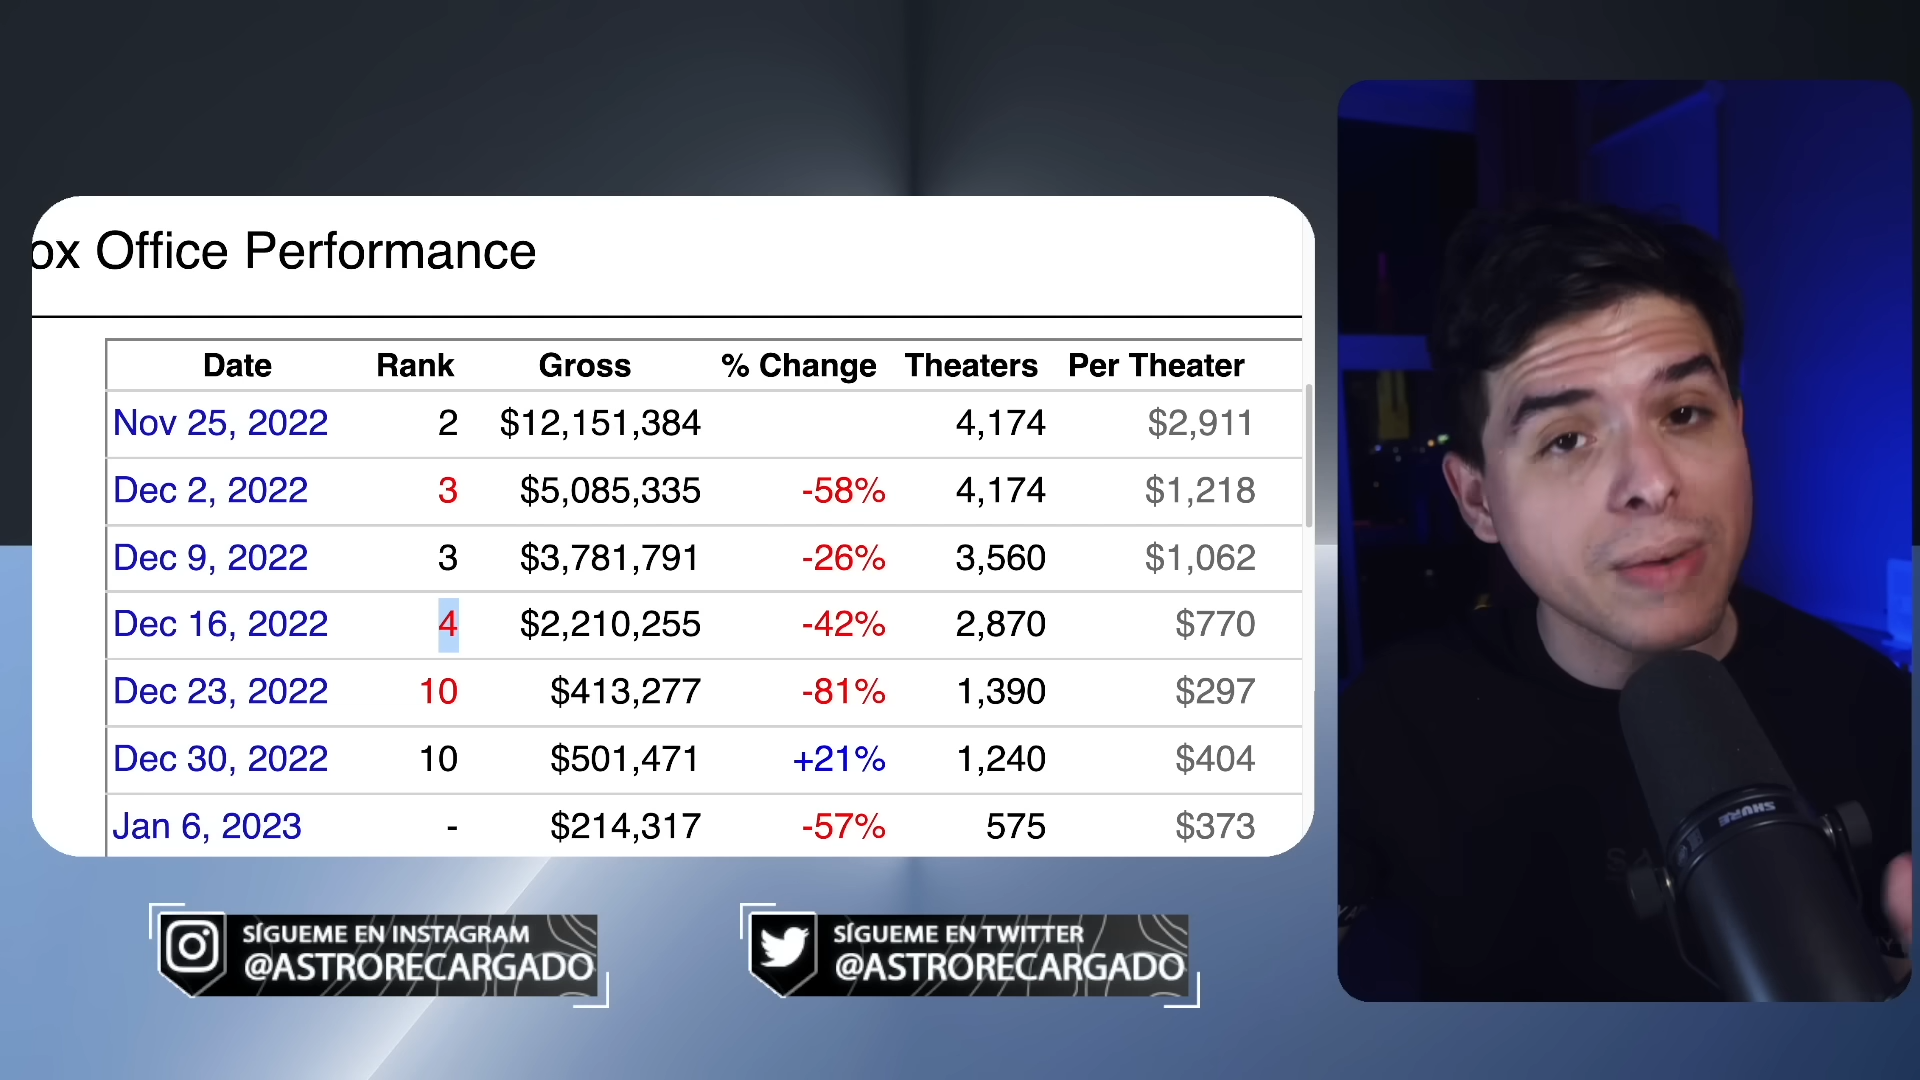 ox Office Performance
Date Rank Gross % Change Theaters Per Theater
Nov 25, 2022 2 $12,151,384 4,174 $2,911
Dec 2, 2022 3 $5,085,335 -58% 4,174 $1,218
Dec 9, 2022 3 $3,781,791 -26% 3,560 $1,062
Dec 16, 2022 4 $2,210,255 -42% 2,870 $770
Dec 23, 2022 10 $413,277 -81% 1,390 $297
Dec 30, 2022 10 $501,471 +21% 1,240 $404
Jan 6, 2023 - $214,317 -57% 575 $373
SHURE
SÍGUEME EN INSTAGRAM
@ASTRORECARGADO
SÍGUEME EN TWITTER
@ASTRORECARGADO